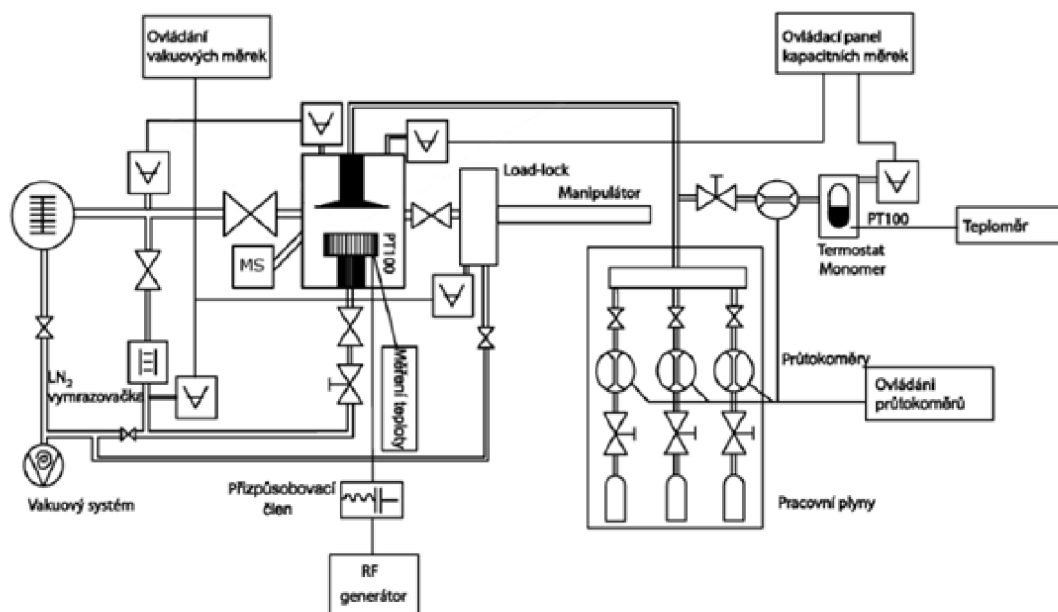 Ovládání
vakuových měrek
Ovládací panel
kapacitních měrek
Load-lock
Manipulátor
MS
PT100
PT100
Termostat
Monomer
Teploměr
LN₂
vymrazovačka
Měření teploty
Průtokoměry
Ovládáni
průtokoměrů
Vakuový systém
Přizpůsobovací
člen
Pracovní plyny
RF
generátor